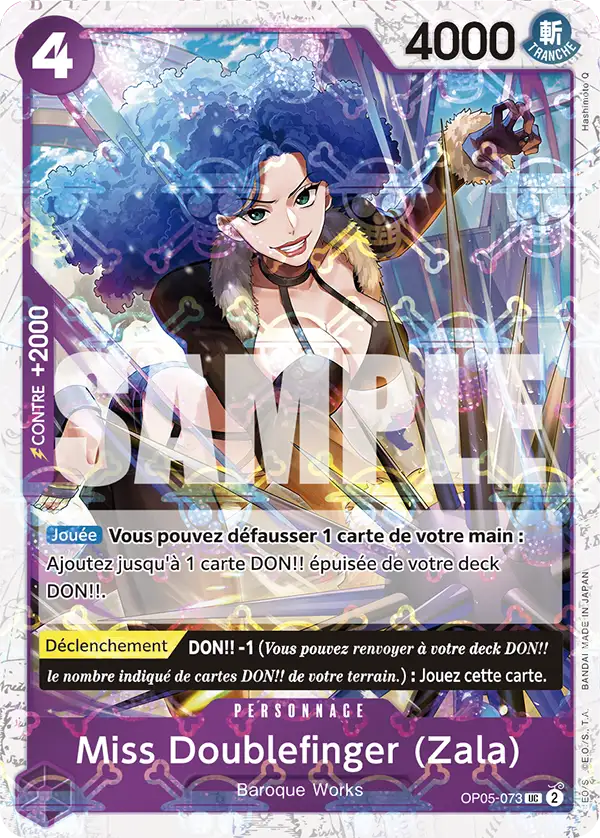 4
4000
斬
TRANCHE
Hashimoto Q
CONTRE +2000
SAMPLE
Jouée Vous pouvez défausser 1 carte de votre main :
Ajoutez jusqu'à 1 carte DON!! épuisée de votre deck
DON!!.
Déclenchement DON!! -1 (Vous pouvez renvoyer à votre deck DON!!
le nombre indiqué de cartes DON!! de votre terrain.) : Jouez cette carte.
PERSONNAGE
Miss Doublefinger (Zala)
Baroque Works
OP05-073 UC 2
©E.O./S. ©E.O./S.,T.A. BANDAI MADE IN JAPAN